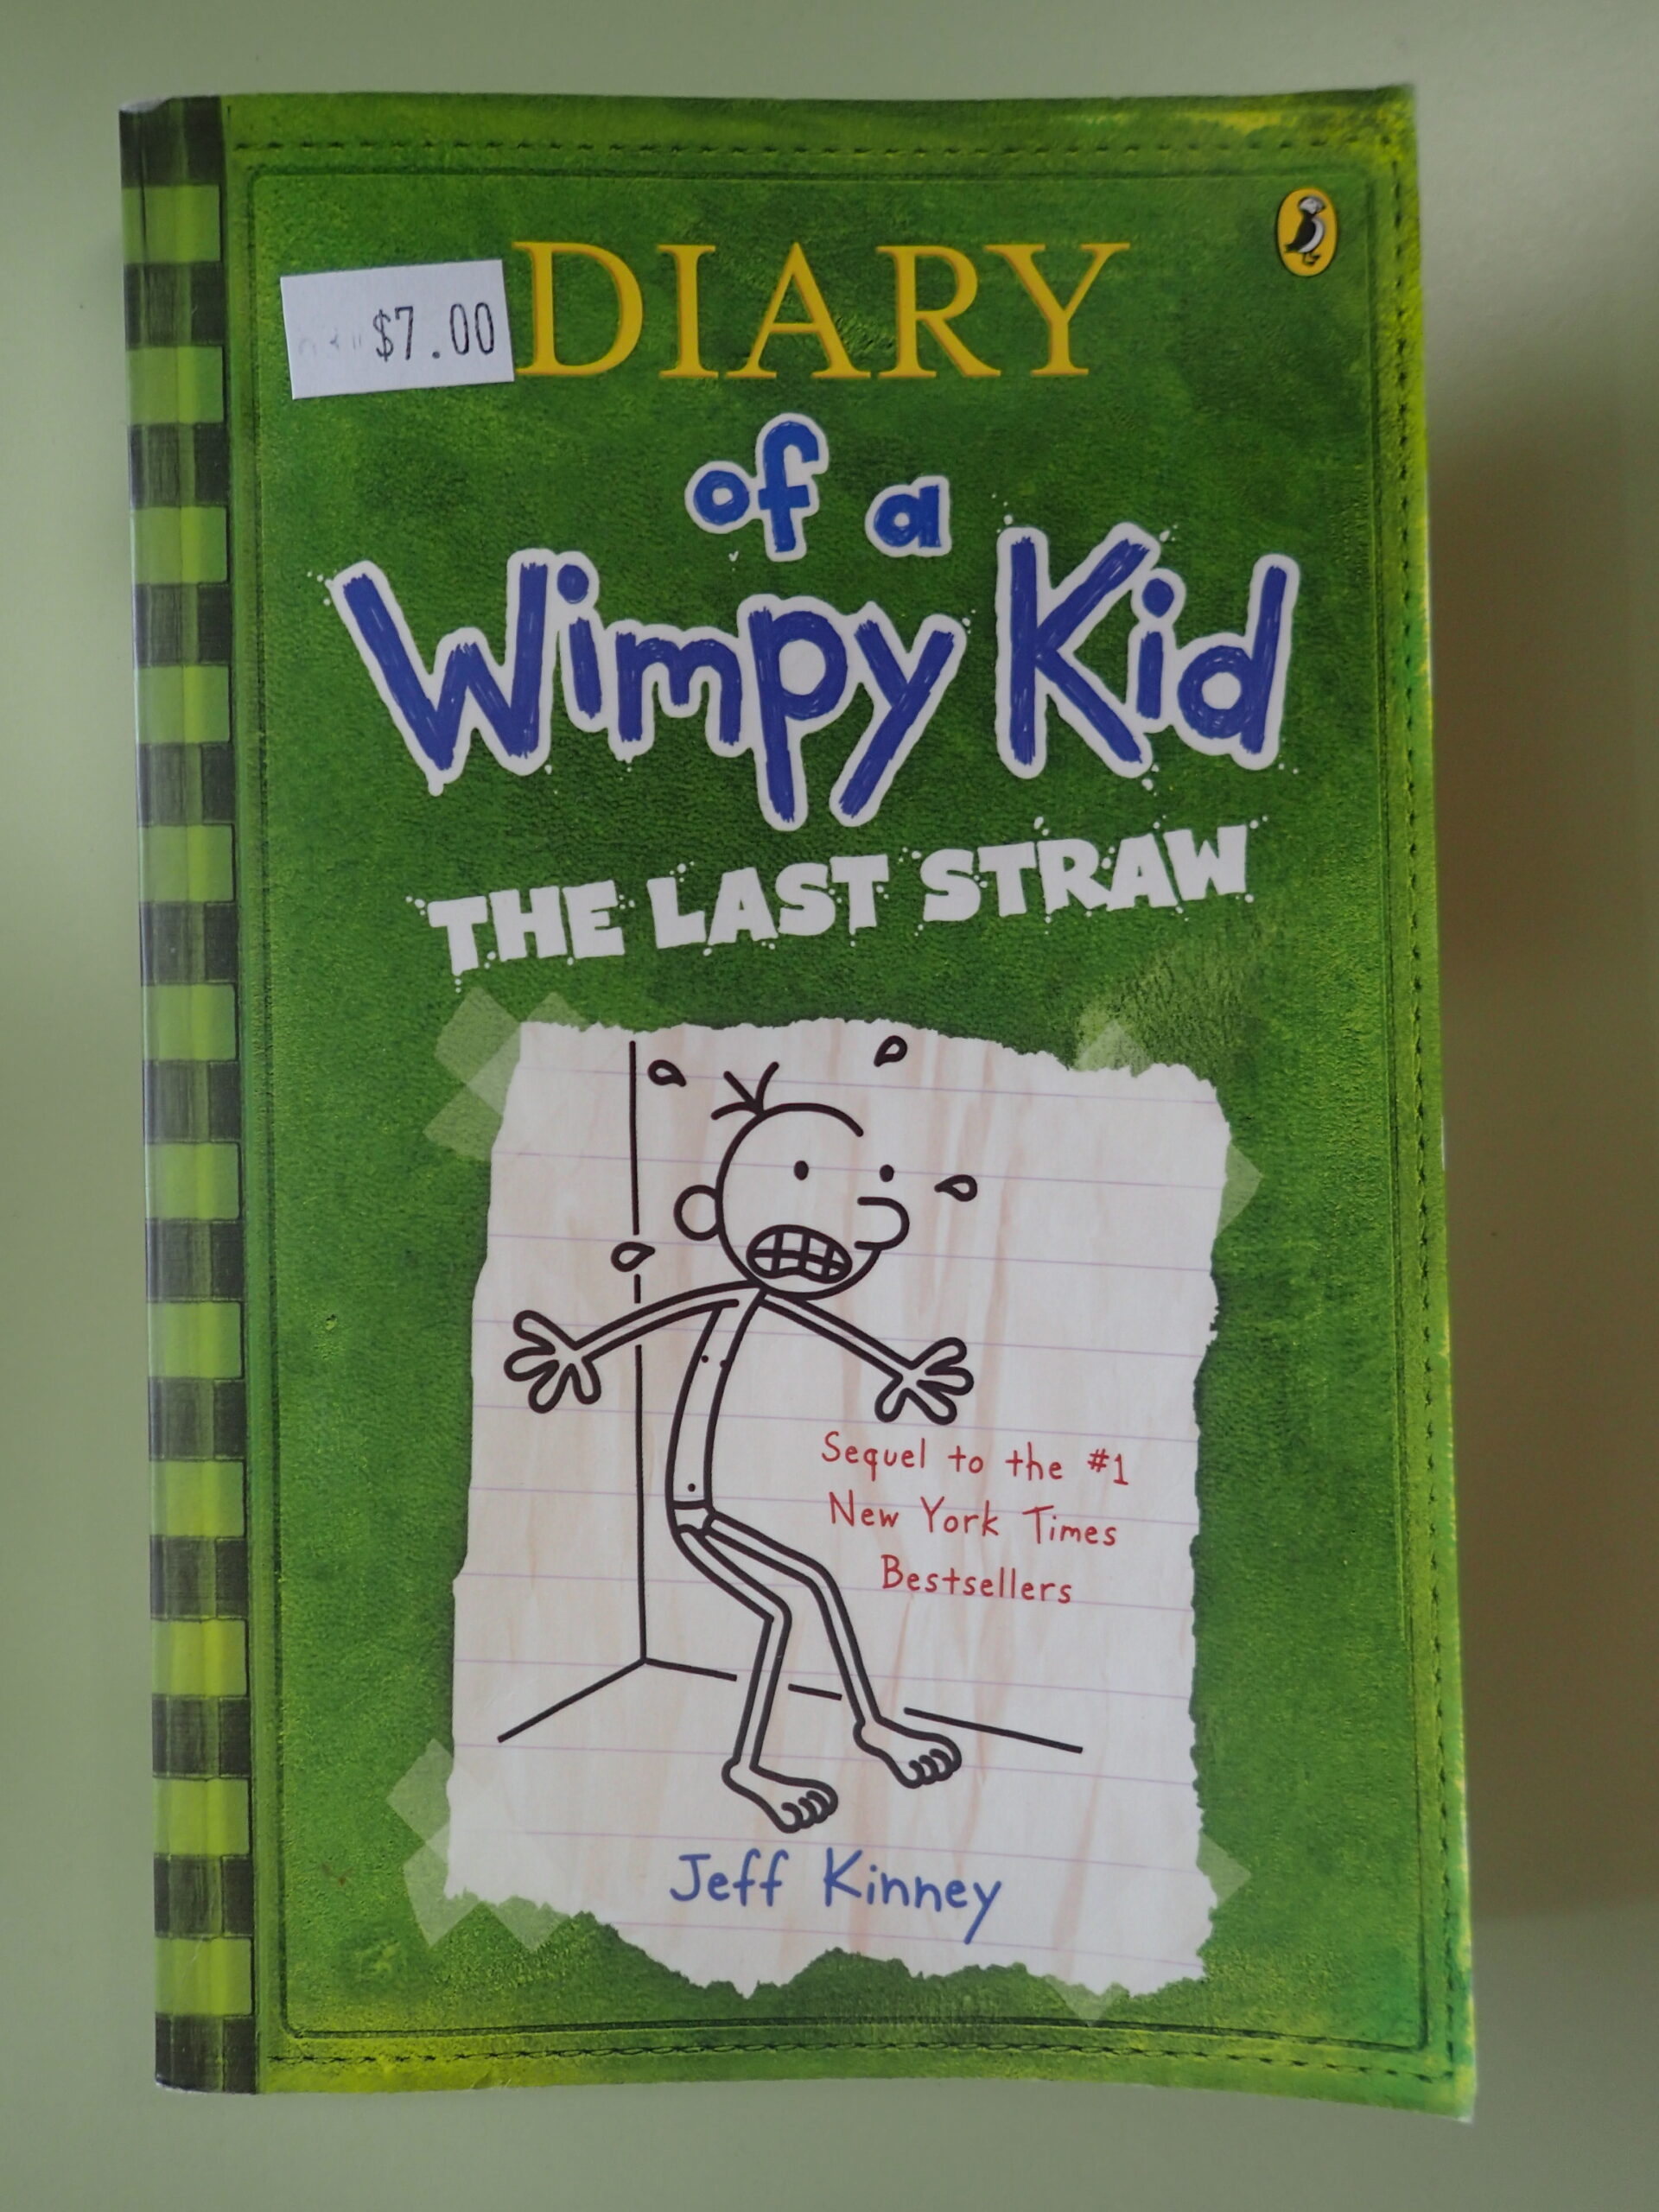 $7.00
DIARY
of a
Wimpy Kid
THE LAST STRAW
Sequel to the #1
New York Times
Bestsellers
Jeff Kinney